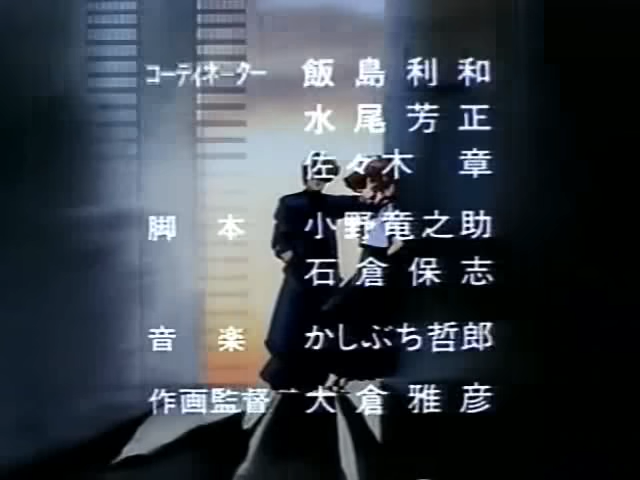 コーディネーター 飯島利和
水尾芳正
佐々木 章
脚本 小野竜之助
石倉保志
音楽 かしぶち哲郎
作画監督 大倉雅彦